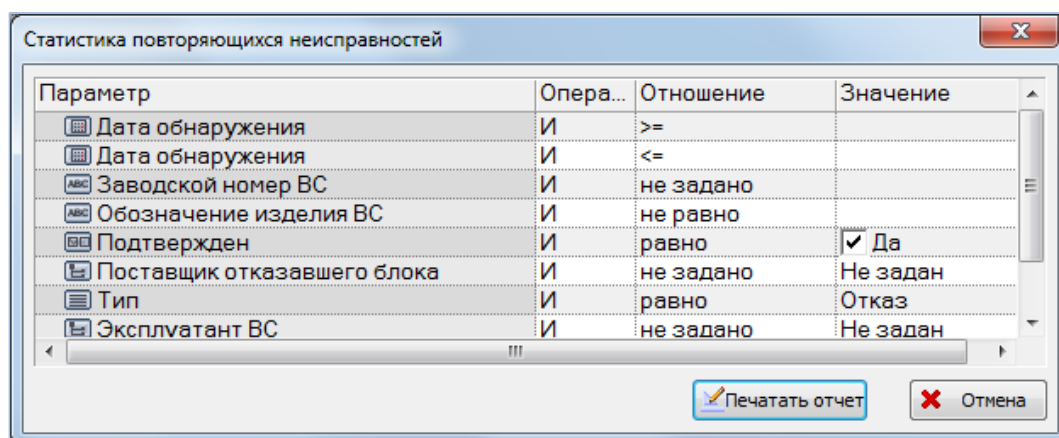 Статистика повторяющихся неисправностей
Параметр Опера... Отношение Значение
Дата обнаружения И >=
Дата обнаружения И <=
ABC Заводской номер ВС И не задано
ABC Обозначение изделия ВС И не равно
Подтвержден И равно Да
Поставщик отказавшего блока И не задано Не задан
Тип И равно Отказ
Эксплуатант ВС И не задано Не задан
Печатать отчет Отмена